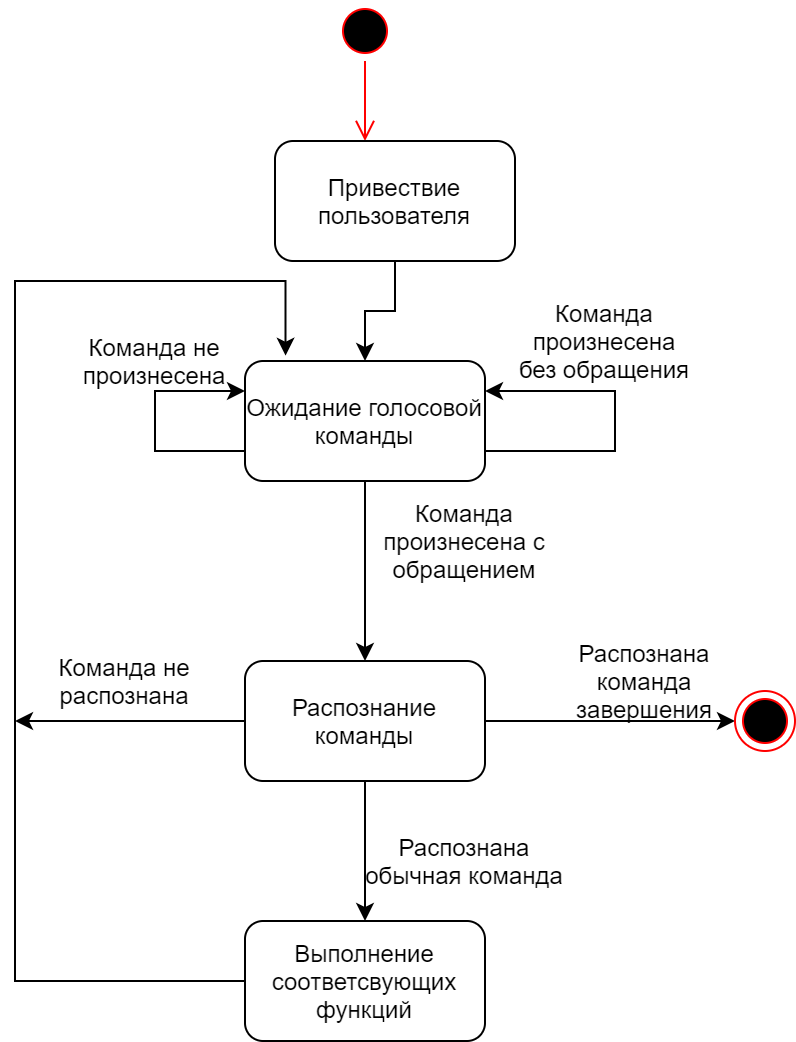 Привествие
пользователя
Команда
произнесена
без обращения
Команда не
произнесена
Ожидание голосовой
команды
Команда
произнесена с
обращением
Команда не
распознана
Распознание
команды
Распознана
команда
завершения
Распознана
обычная команда
Выполнение
соответсвующих
функций